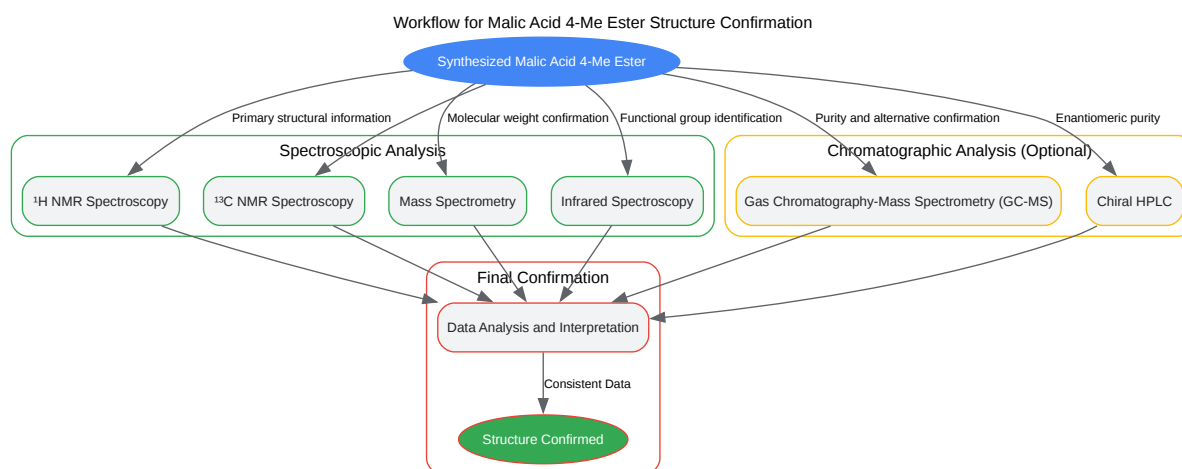 Workflow for Malic Acid 4-Me Ester Structure Confirmation
Synthesized Malic Acid 4-Me Ester
Primary structural information
Molecular weight confirmation
Functional group identification
Purity and alternative confirmation
Enantiomeric purity
Spectroscopic Analysis
Chromatographic Analysis (Optional)
¹H NMR Spectroscopy
¹³C NMR Spectroscopy
Mass Spectrometry
Infrared Spectroscopy
Gas Chromatography-Mass Spectrometry (GC-MS)
Chiral HPLC
Final Confirmation
Data Analysis and Interpretation
Consistent Data
Structure Confirmed